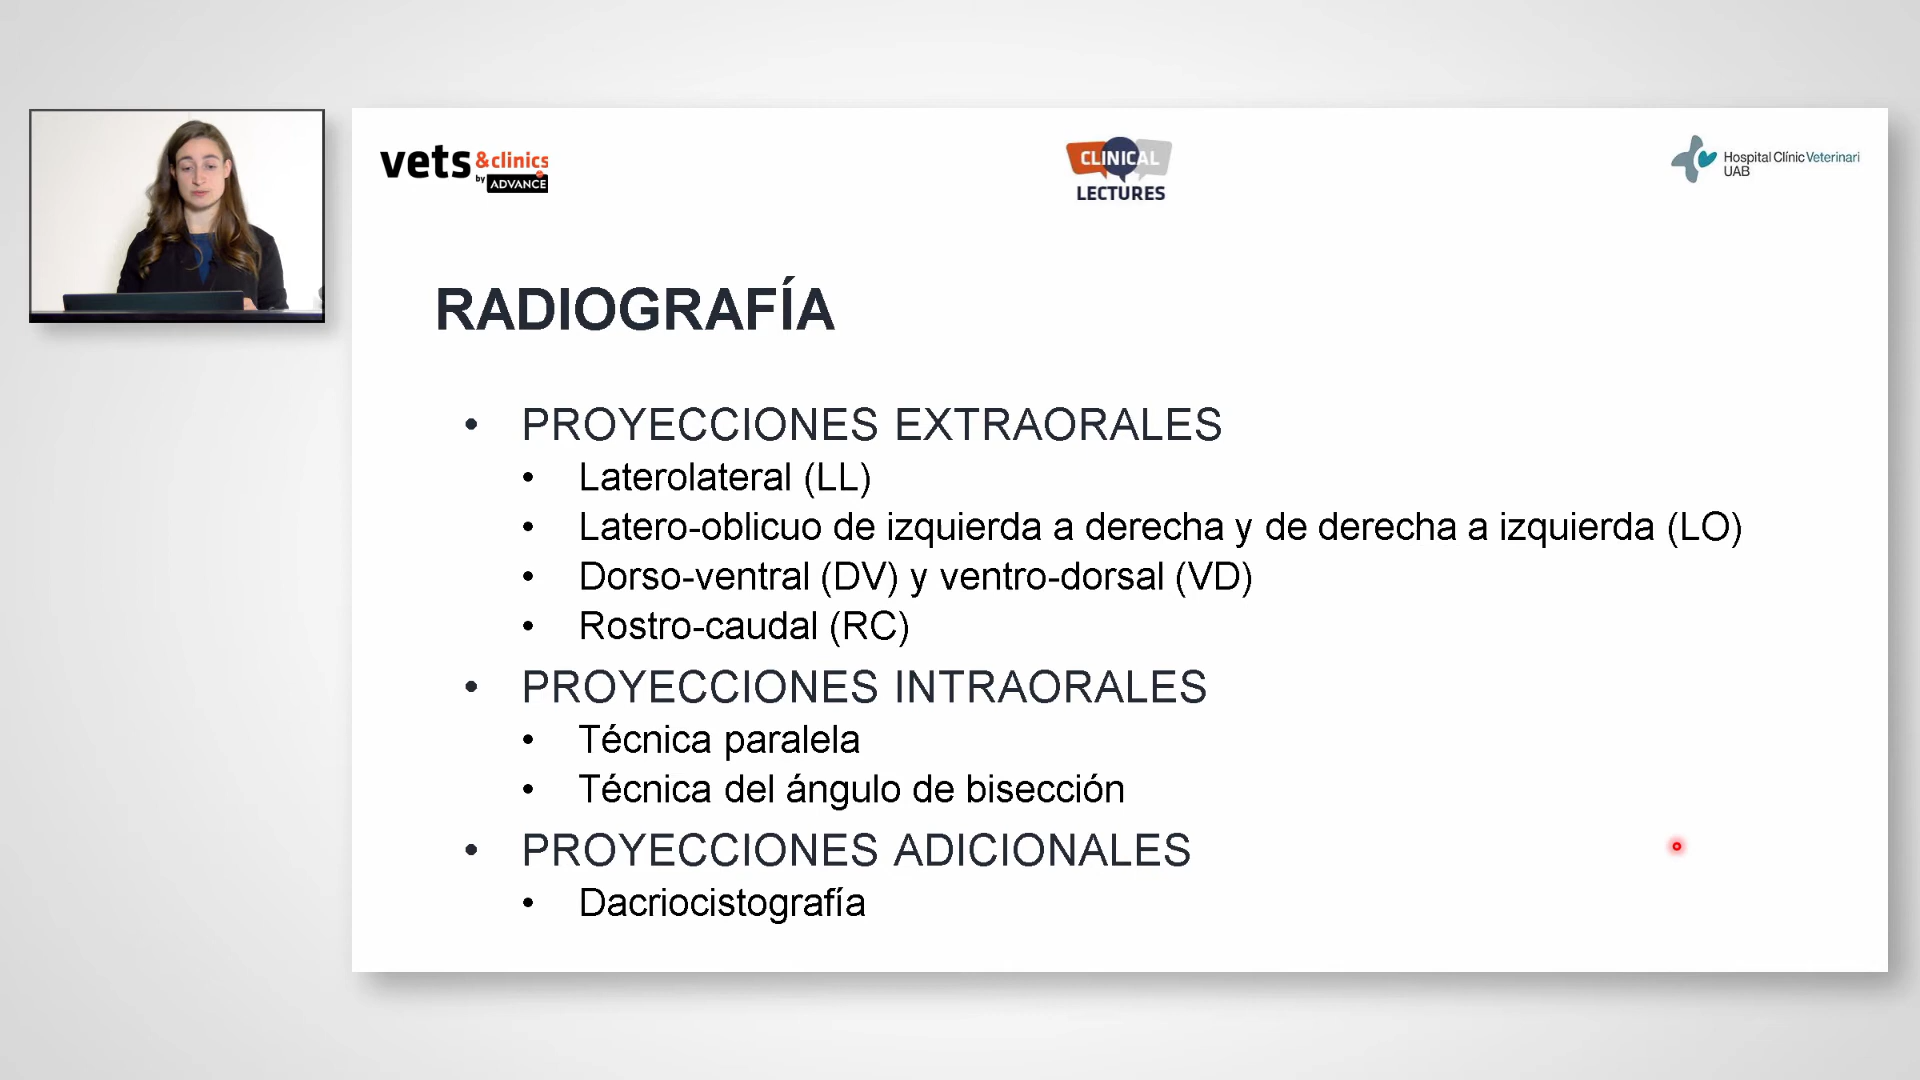 vets &clinics
by ADVANCE
CLINICAL
LECTURES
Hospital Clínic Veterinari
UAB
RADIOGRAFÍA
• PROYECCIONES EXTRAORALES
• Laterolateral (LL)
• Latero-oblicuo de izquierda a derecha y de derecha a izquierda (LO)
• Dorso-ventral (DV) y ventro-dorsal (VD)
• Rostro-caudal (RC)
• PROYECCIONES INTRAORALES
• Técnica paralela
• Técnica del ángulo de bisección
• PROYECCIONES ADICIONALES
• Dacriocistografía